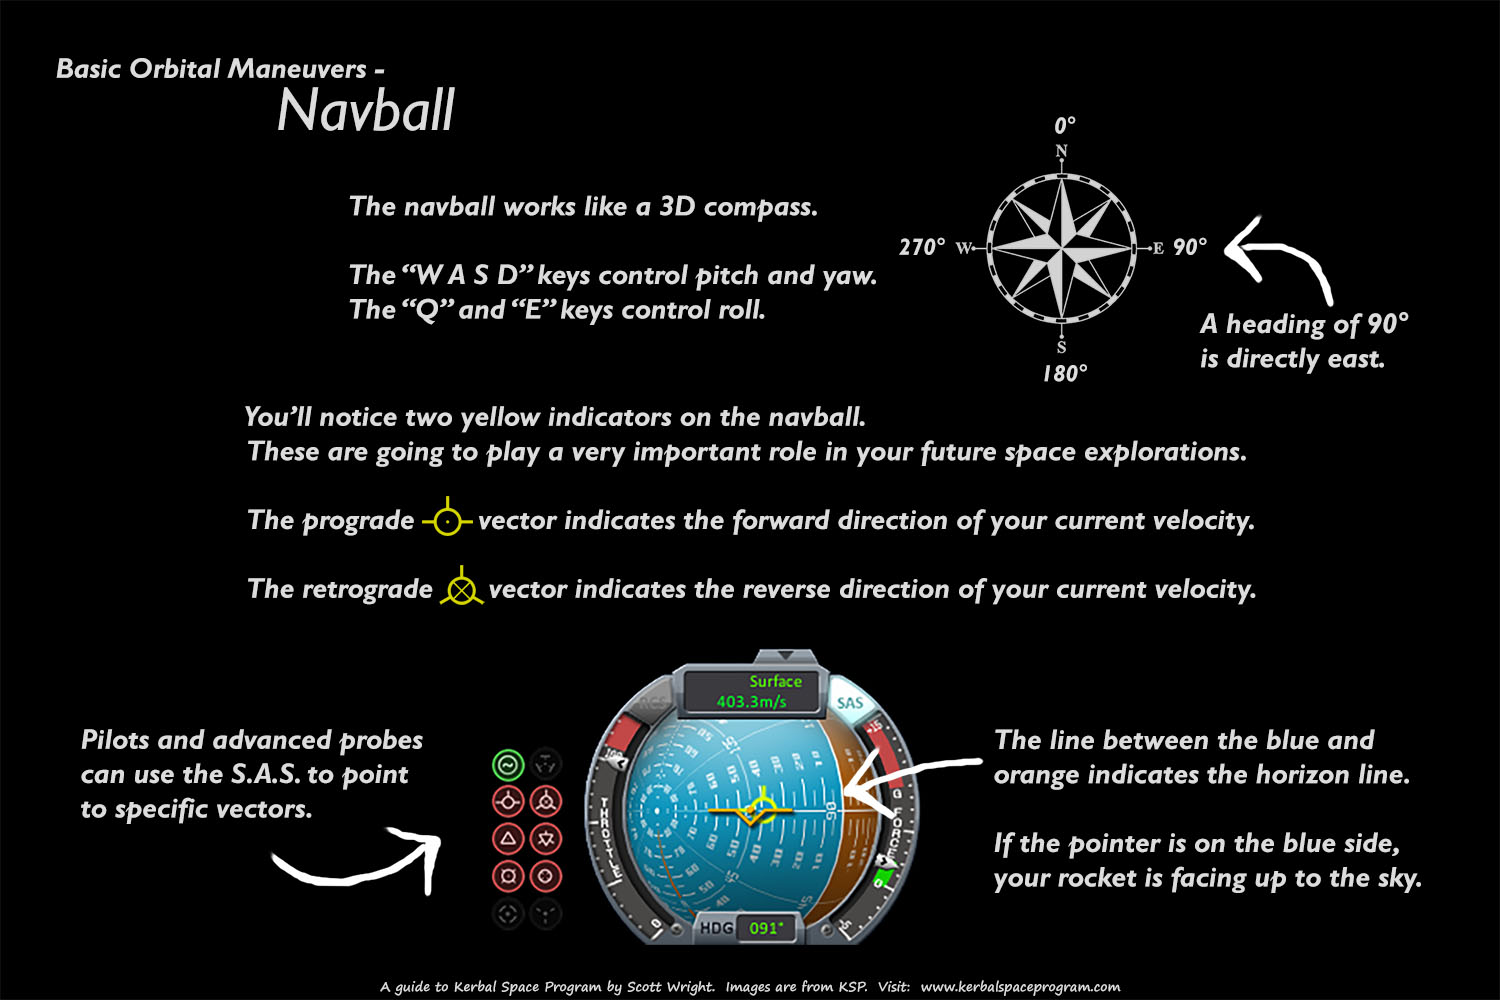 Basic Orbital Maneuvers -
Navball
The navball works like a 3D compass.
The “W A S D” keys control pitch and yaw.
The “Q” and “E” keys control roll.
0°
N
270° W
E 90°
S
180°
A heading of 90°
is directly east.
You’ll notice two yellow indicators on the navball.
These are going to play a very important role in your future space explorations.
The prograde vector indicates the forward direction of your current velocity.
The retrograde vector indicates the reverse direction of your current velocity.
Pilots and advanced probes
can use the S.A.S. to point
to specific vectors.
Surface
403.3m/s
RCS
SAS
THROTTLE
G FORCE
HDG 091°
The line between the blue and
orange indicates the horizon line.
If the pointer is on the blue side,
your rocket is facing up to the sky.
A guide to Kerbal Space Program by Scott Wright. Images are from KSP. Visit: www.kerbalspaceprogram.com